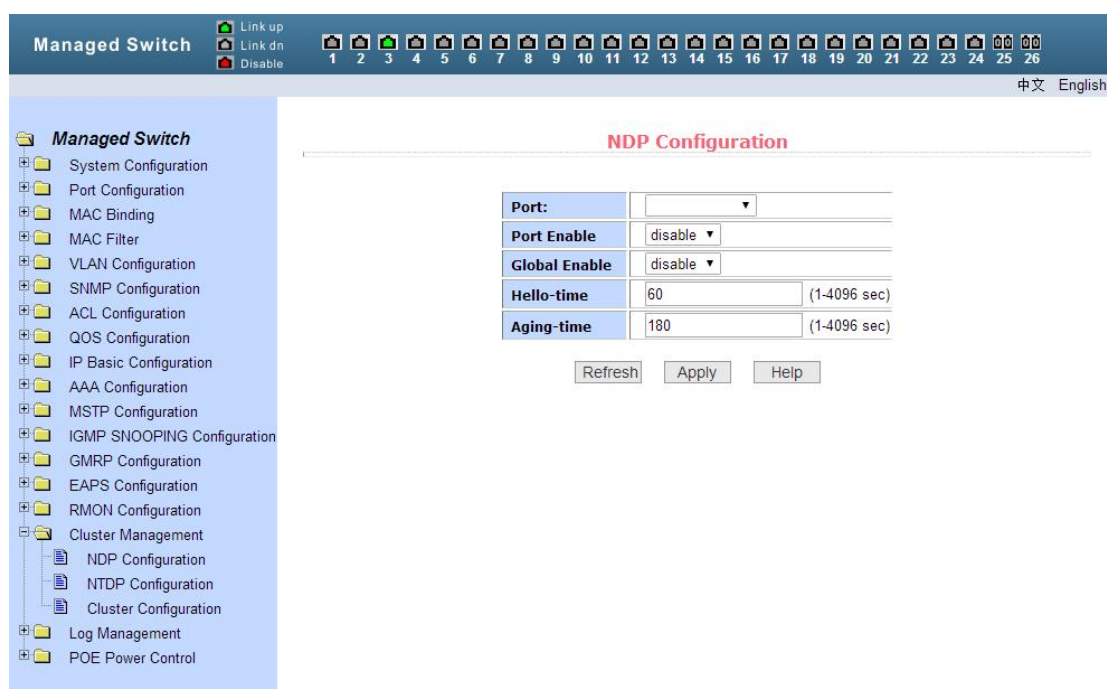 Managed Switch
Link up
Link dn
Disable
1 2 3 4 5 6 7 8 9 10 11 12 13 14 15 16 17 18 19 20 21 22 23 24 25 26
中文 English
Managed Switch
System Configuration
Port Configuration
MAC Binding
MAC Filter
VLAN Configuration
SNMP Configuration
ACL Configuration
QOS Configuration
IP Basic Configuration
AAA Configuration
MSTP Configuration
IGMP SNOOPING Configuration
GMRP Configuration
EAPS Configuration
RMON Configuration
Cluster Management
NDP Configuration
NTDP Configuration
Cluster Configuration
Log Management
POE Power Control
NDP Configuration
Port:
Port Enable disable
Global Enable disable
Hello-time 60 (1-4096 sec)
Aging-time 180 (1-4096 sec)
Refresh Apply Help